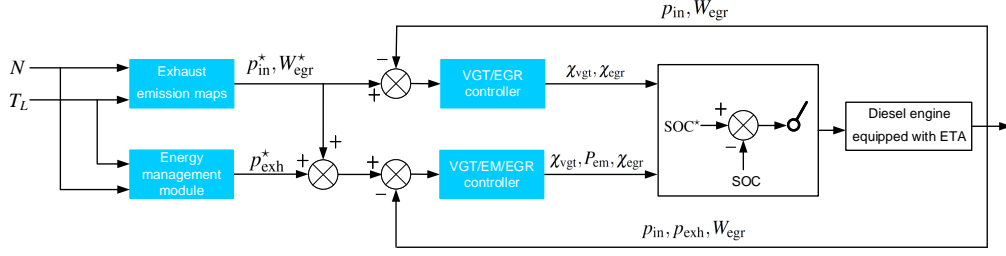 p_in, W_egr
N
T_L
Exhaust
emission maps
p*_in, W*_egr
−
+
VGT/EGR
controller
χ_vgt, χ_egr
SOC*
+
−
SOC
Diesel engine
equipped with ETA
Energy
management
module
p*_exh
+
+
+
−
VGT/EM/EGR
controller
χ_vgt, P_em, χ_egr
p_in, p_exh, W_egr